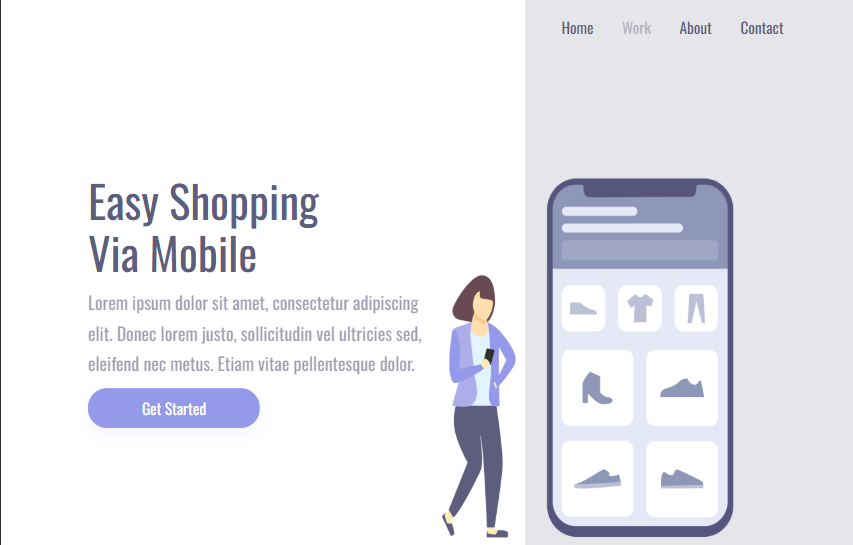 Home Work About Contact
Easy Shopping
Via Mobile
Lorem ipsum dolor sit amet, consectetur adipiscing
elit. Donec lorem justo, sollicitudin vel ultricies sed,
eleifend nec metus. Etiam vitae pellentesque dolor.
Get Started